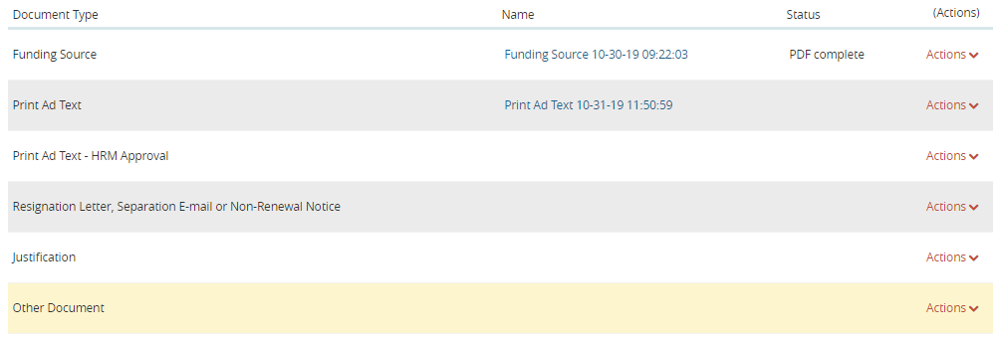 Document Type Name Status (Actions)
Funding Source Funding Source 10-30-19 09:22:03 PDF complete Actions
Print Ad Text Print Ad Text 10-31-19 11:50:59 Actions
Print Ad Text - HRM Approval Actions
Resignation Letter, Separation E-mail or Non-Renewal Notice Actions
Justification Actions
Other Document Actions